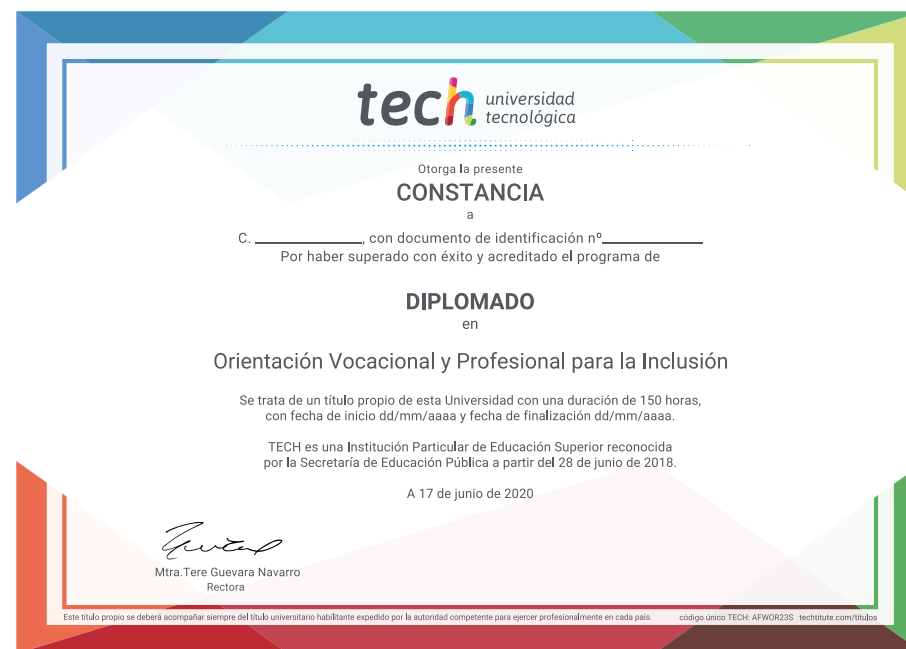 tech universidad
tecnológica
Otorga la presente
CONSTANCIA
a
C. ____________, con documento de identificación nº____________
Por haber superado con éxito y acreditado el programa de
DIPLOMADO
en
Orientación Vocacional y Profesional para la Inclusión
Se trata de un título propio de esta Universidad con una duración de 150 horas,
con fecha de inicio dd/mm/aaaa y fecha de finalización dd/mm/aaaa.
TECH es una Institución Particular de Educación Superior reconocida
por la Secretaría de Educación Pública a partir del 28 de junio de 2018.
A 17 de junio de 2020
Mtra.Tere Guevara Navarro
Rectora
Este título propio se deberá acompañar siempre del título universitario habilitante expedido por la autoridad competente para ejercer profesionalmente en cada país. código único TECH: AFWOR23S techtitute.com/titulos